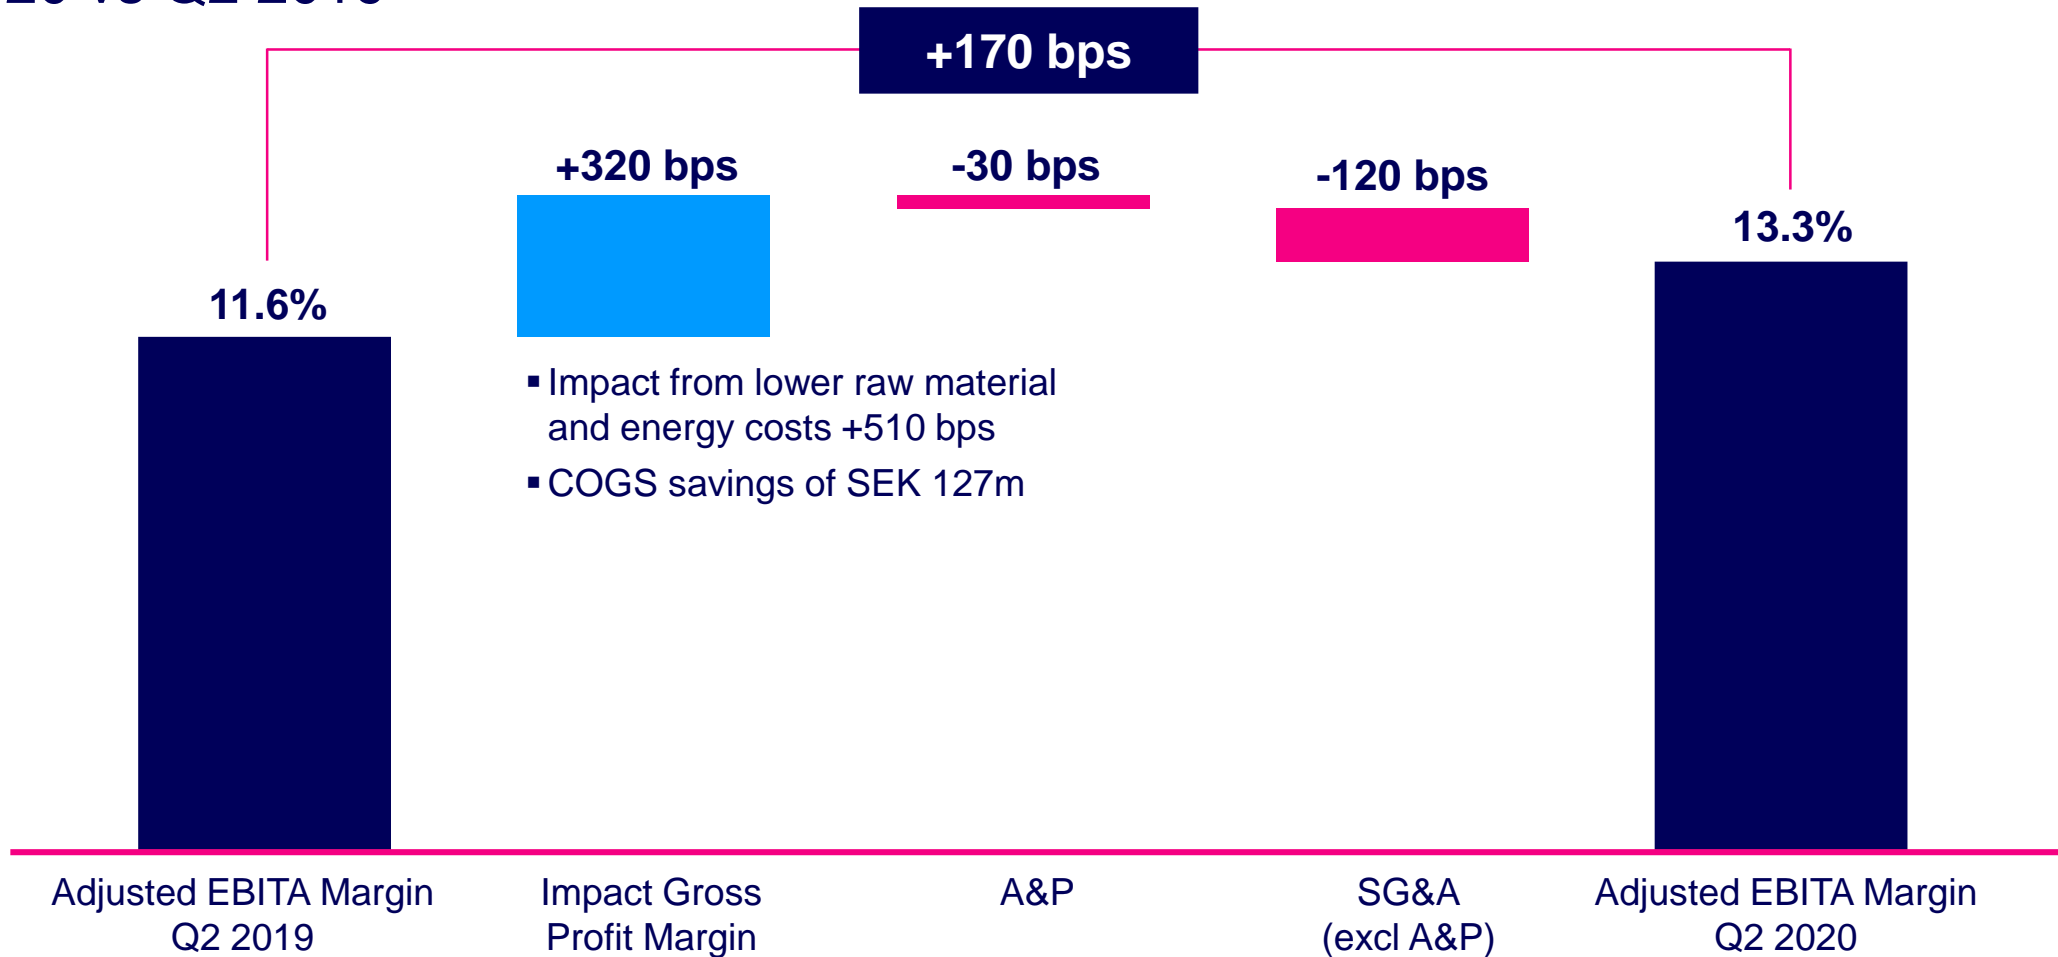 +170 bps
+320 bps
-30 bps
-120 bps
13.3%
11.6%
▪ Impact from lower raw material
and energy costs +510 bps
▪ COGS savings of SEK 127m
Adjusted EBITA Margin
Q2 2019
Impact Gross
Profit Margin
A&P
SG&A
(excl A&P)
Adjusted EBITA Margin
Q2 2020